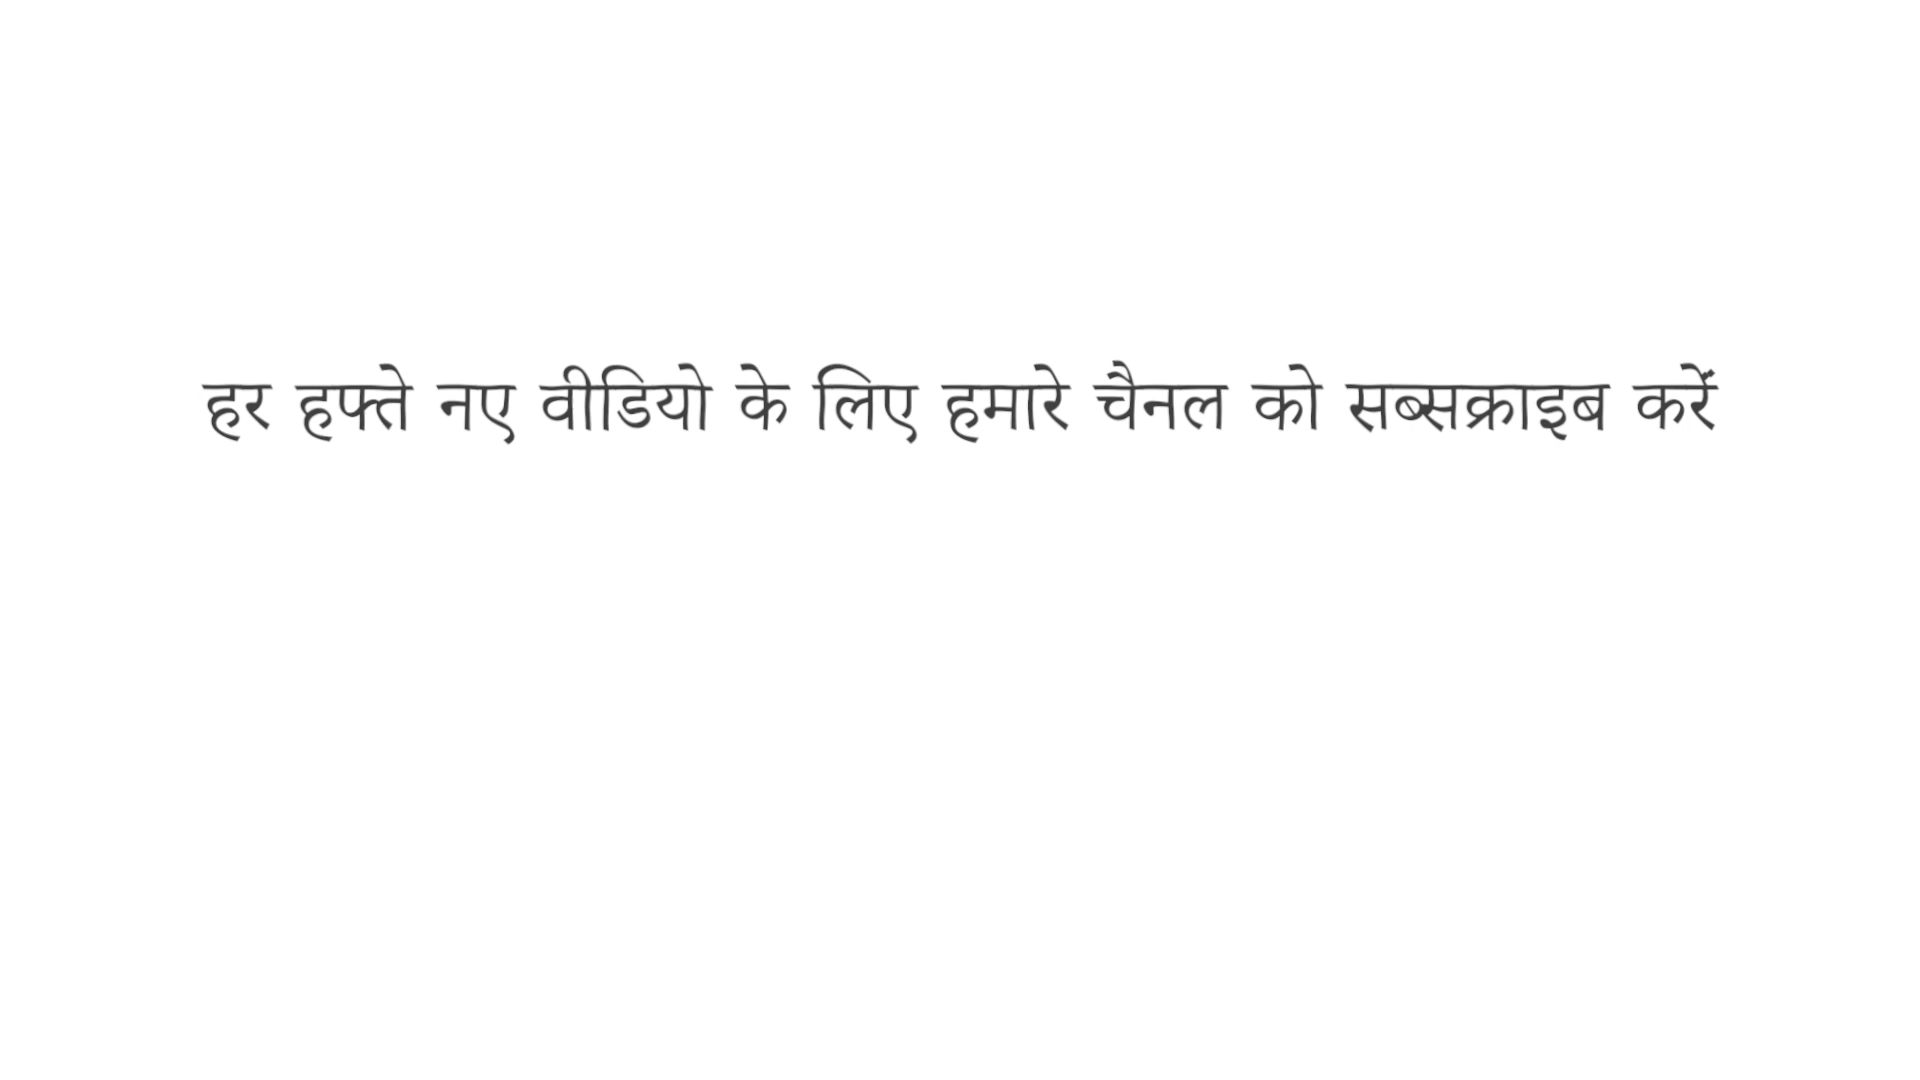 हर हफ्ते नए वीडियो के लिए हमारे चैनल को सब्सक्राइब करें